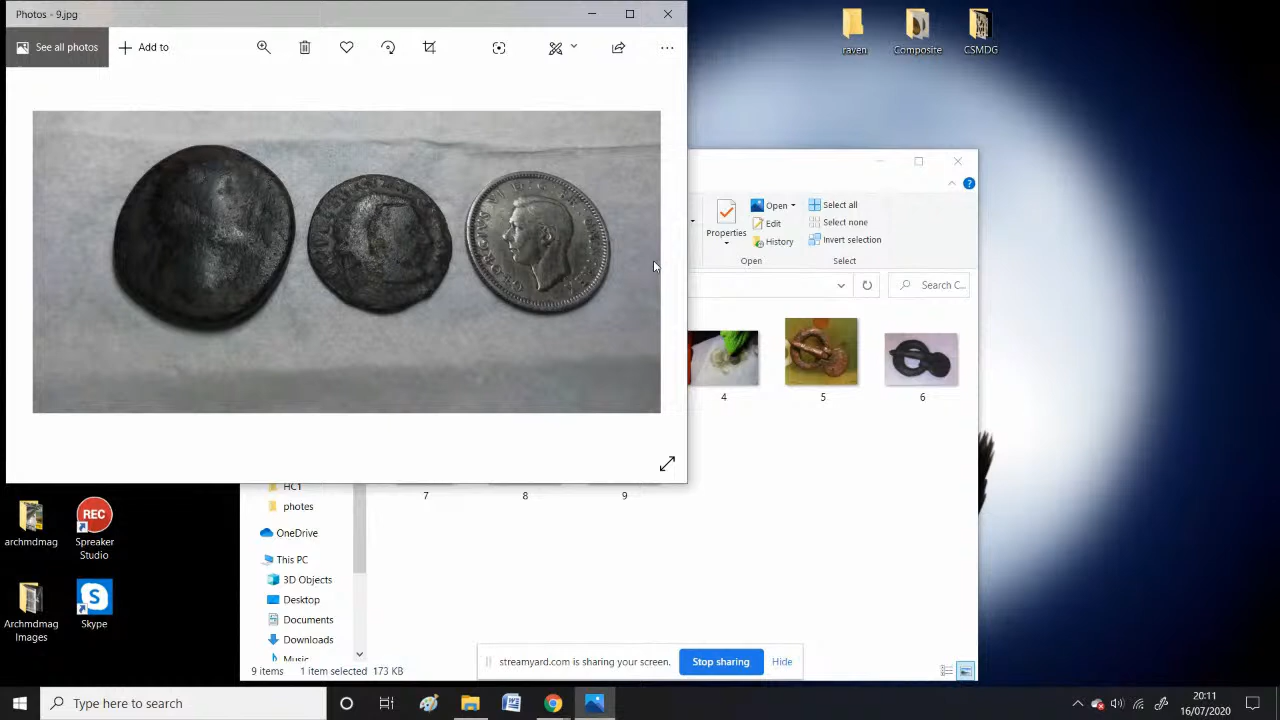 Photos - 9.jpg
See all photos
Add to
raven
Composite
CSMDG
Properties
Open
Edit
History
Open
Select all
Select none
Invert selection
Select
Search C...
4
5
6
7
8
9
HC1
photes
OneDrive
This PC
3D Objects
Desktop
Documents
Downloads
Music
archmdmag
REC
Spreaker
Studio
Archmdmag
Images
Skype
9 items
1 item selected
173 KB
streamyard.com is sharing your screen.
Stop sharing
Hide
Type here to search
20:11
16/07/2020